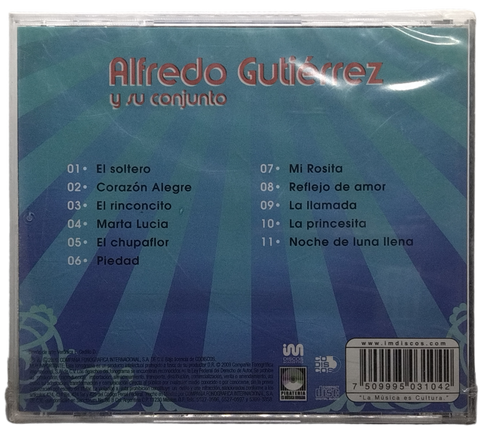 Alfredo Gutiérrez
y su conjunto
01• El soltero
02• Corazón Alegre
03• El rinconcito
04• Marta Lucia
05• El chupaflor
06• Piedad
07• Mi Rosita
08• Reflejo de amor
09• La llamada
10• La princesita
11• Noche de luna llena
www.imdiscos.com
7 509995 031042
"La Música es Cultura."